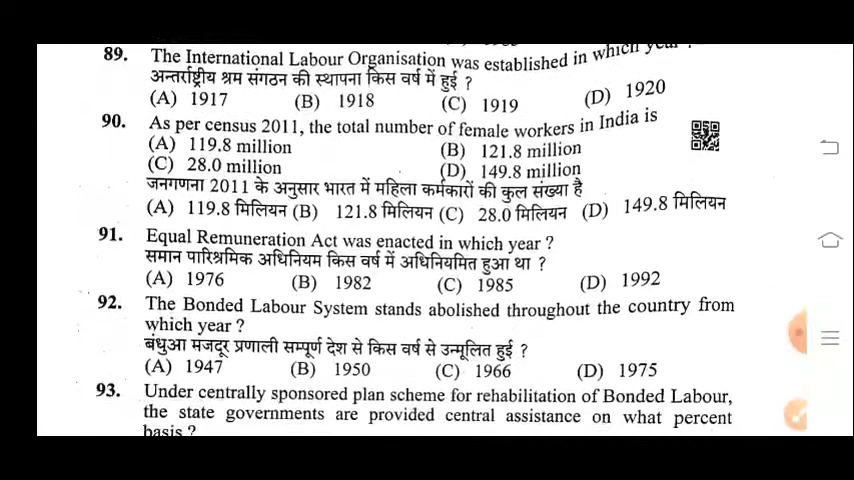 89. The International Labour Organisation was established in which year ?
अन्तर्राष्ट्रीय श्रम संगठन की स्थापना किस वर्ष में हुई ?
(A) 1917 (B) 1918 (C) 1919 (D) 1920
90. As per census 2011, the total number of female workers in India is
(A) 119.8 million (B) 121.8 million
(C) 28.0 million (D) 149.8 million
जनगणना 2011 के अनुसार भारत में महिला कर्मकारों की कुल संख्या है
(A) 119.8 मिलियन (B) 121.8 मिलियन (C) 28.0 मिलियन (D) 149.8 मिलियन
91. Equal Remuneration Act was enacted in which year ?
समान पारिश्रमिक अधिनियम किस वर्ष में अधिनियमित हुआ था ?
(A) 1976 (B) 1982 (C) 1985 (D) 1992
92. The Bonded Labour System stands abolished throughout the country from
which year ?
बंधुआ मजदूर प्रणाली सम्पूर्ण देश से किस वर्ष से उन्मूलित हुई ?
(A) 1947 (B) 1950 (C) 1966 (D) 1975
93. Under centrally sponsored plan scheme for rehabilitation of Bonded Labour,
the state governments are provided central assistance on what percent
basis ?